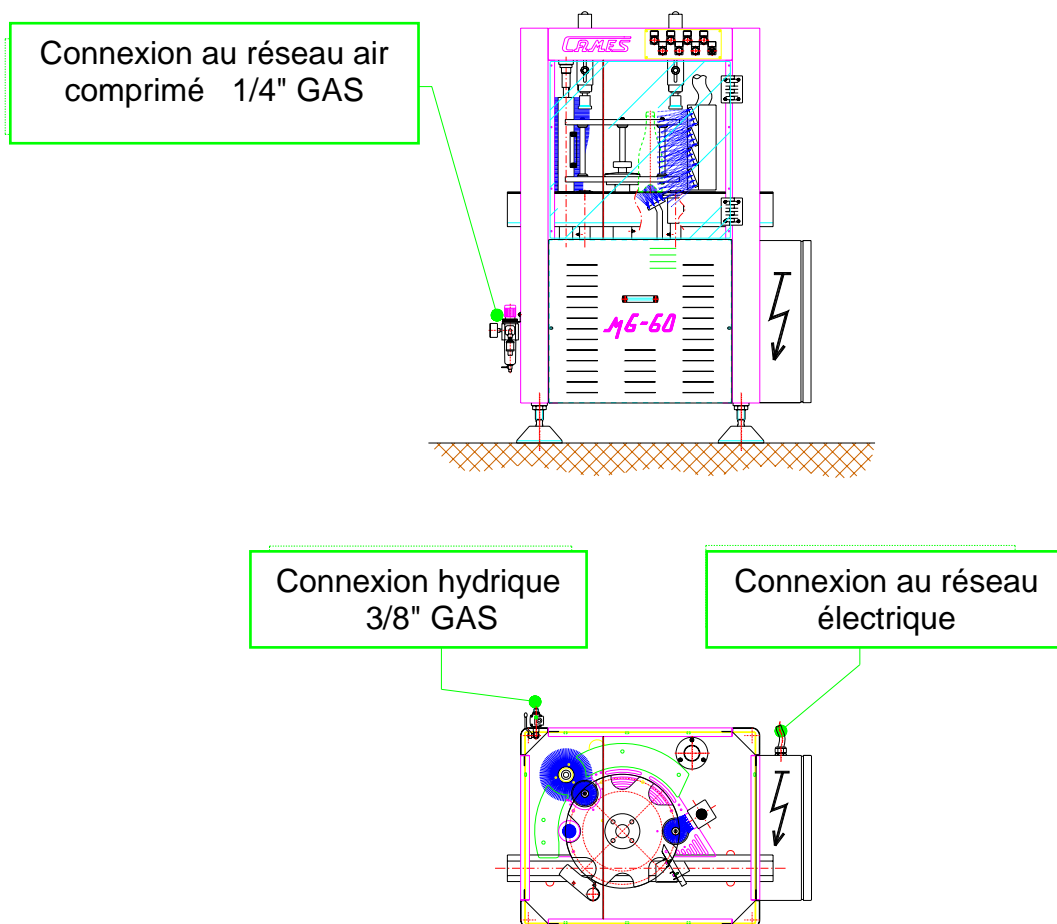 Connexion au réseau air
comprimé 1/4" GAS
CAMES
MG-60
Connexion hydrique
3/8" GAS
Connexion au réseau
électrique